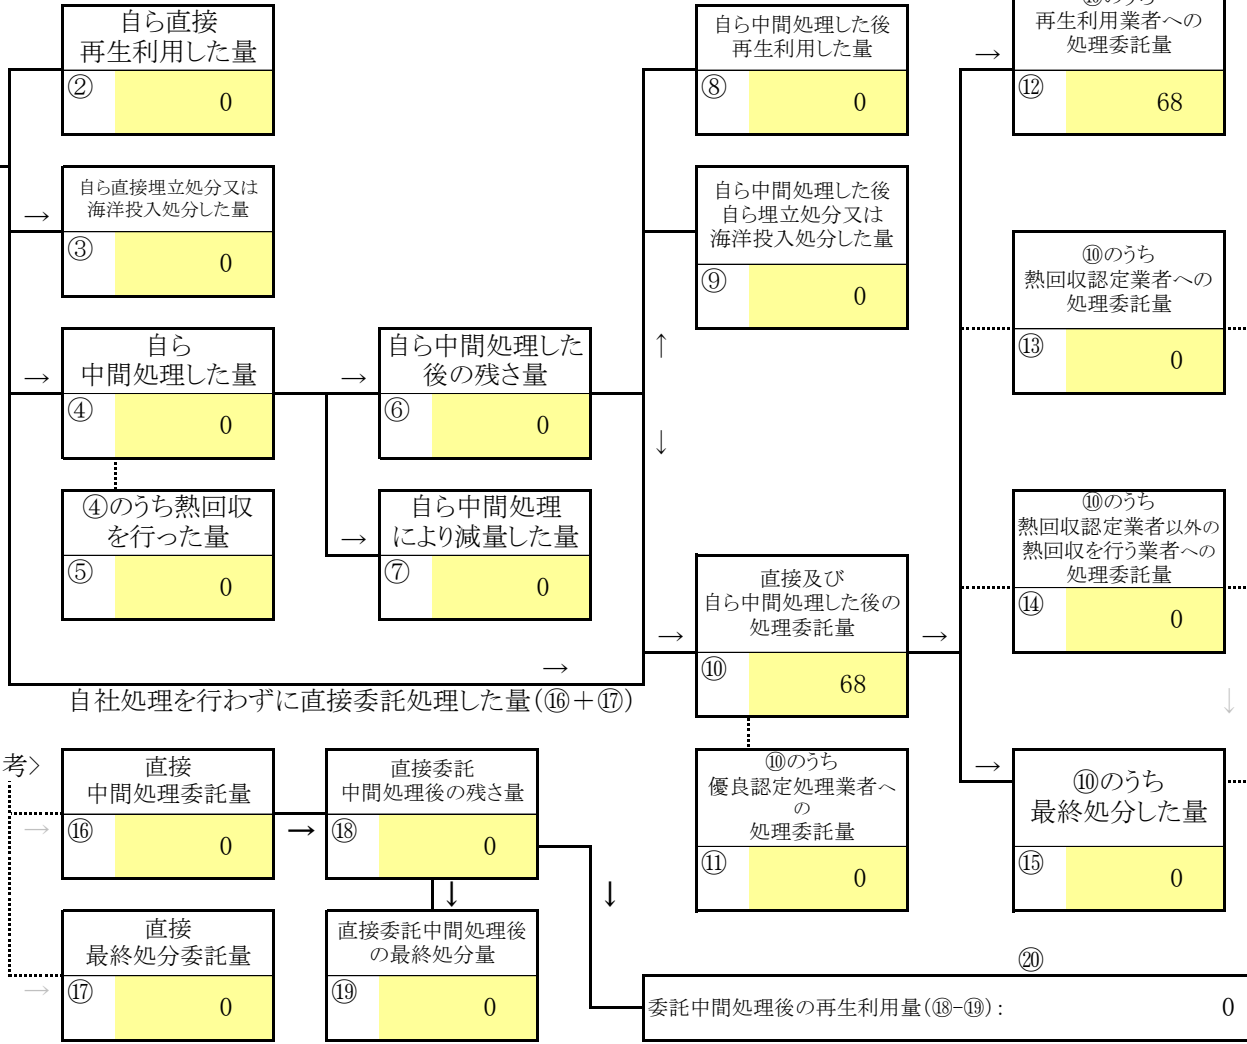 自ら直接
再生利用した量
② 0
自ら直接埋立処分又は
海洋投入処分した量
③ 0
自ら
中間処理した量
④ 0
④のうち熱回収
を行った量
⑤ 0
自ら中間処理した
後の残さ量
⑥ 0
自ら中間処理
により減量した量
⑦ 0
自ら中間処理した後
再生利用した量
⑧ 0
自ら中間処理した後
自ら埋立処分又は
海洋投入処分した量
⑨ 0
直接及び
自ら中間処理した後の
処理委託量
⑩ 68
⑩のうち
優良認定処理業者へ
の
処理委託量
⑪ 0
のうち
再生利用業者への
処理委託量
⑫ 68
⑩のうち
熱回収認定業者への
処理委託量
⑬ 0
⑩のうち
熱回収認定業者以外の
熱回収を行う業者への
処理委託量
⑭ 0
⑩のうち
最終処分した量
⑮ 0
自社処理を行わずに直接委託処理した量(⑯+⑰)
考>
直接
中間処理委託量
⑯ 0
直接
最終処分委託量
⑰ 0
直接委託
中間処理後の残さ量
⑱ 0
直接委託中間処理後
の最終処分量
⑲ 0
⑳
委託中間処理後の再生利用量(⑱-⑲): 0